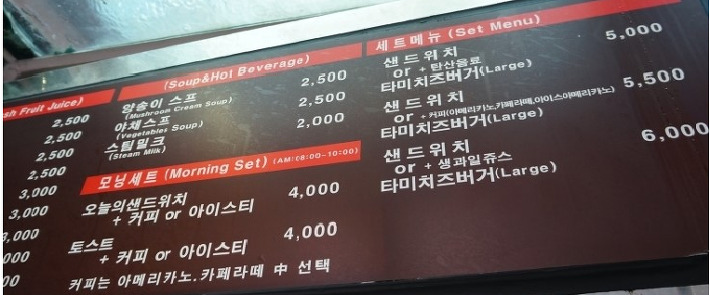 sh Fruit Juice)
2,500
2,500
2,500
2,500
3,000
3,000
3,000
3,000
(Soup&Hot Beverage)
양송이 스프 2,500
(Mushroom Cream Soup)
야채스프 2,500
(Vegetables Soup)
스팀밀크 2,000
(Steam Milk)
모닝세트 (Morning Set) (AM:08:00~10:00)
오늘의샌드위치 4,000
+ 커피 or 아이스티
토스트 4,000
+ 커피 or 아이스티
커피는 아메리카노.카페라떼 中 선택
세트메뉴 (Set Menu)
샌드위치 5,000
or + 탄산음료
타미치즈버거(Large)
샌드위치 5,500
or +커피(아메리카노,카페라떼,아이스아메리카노)
타미치즈버거(Large)
샌드위치 6,000
or + 생과일쥬스
타미치즈버거(Large)